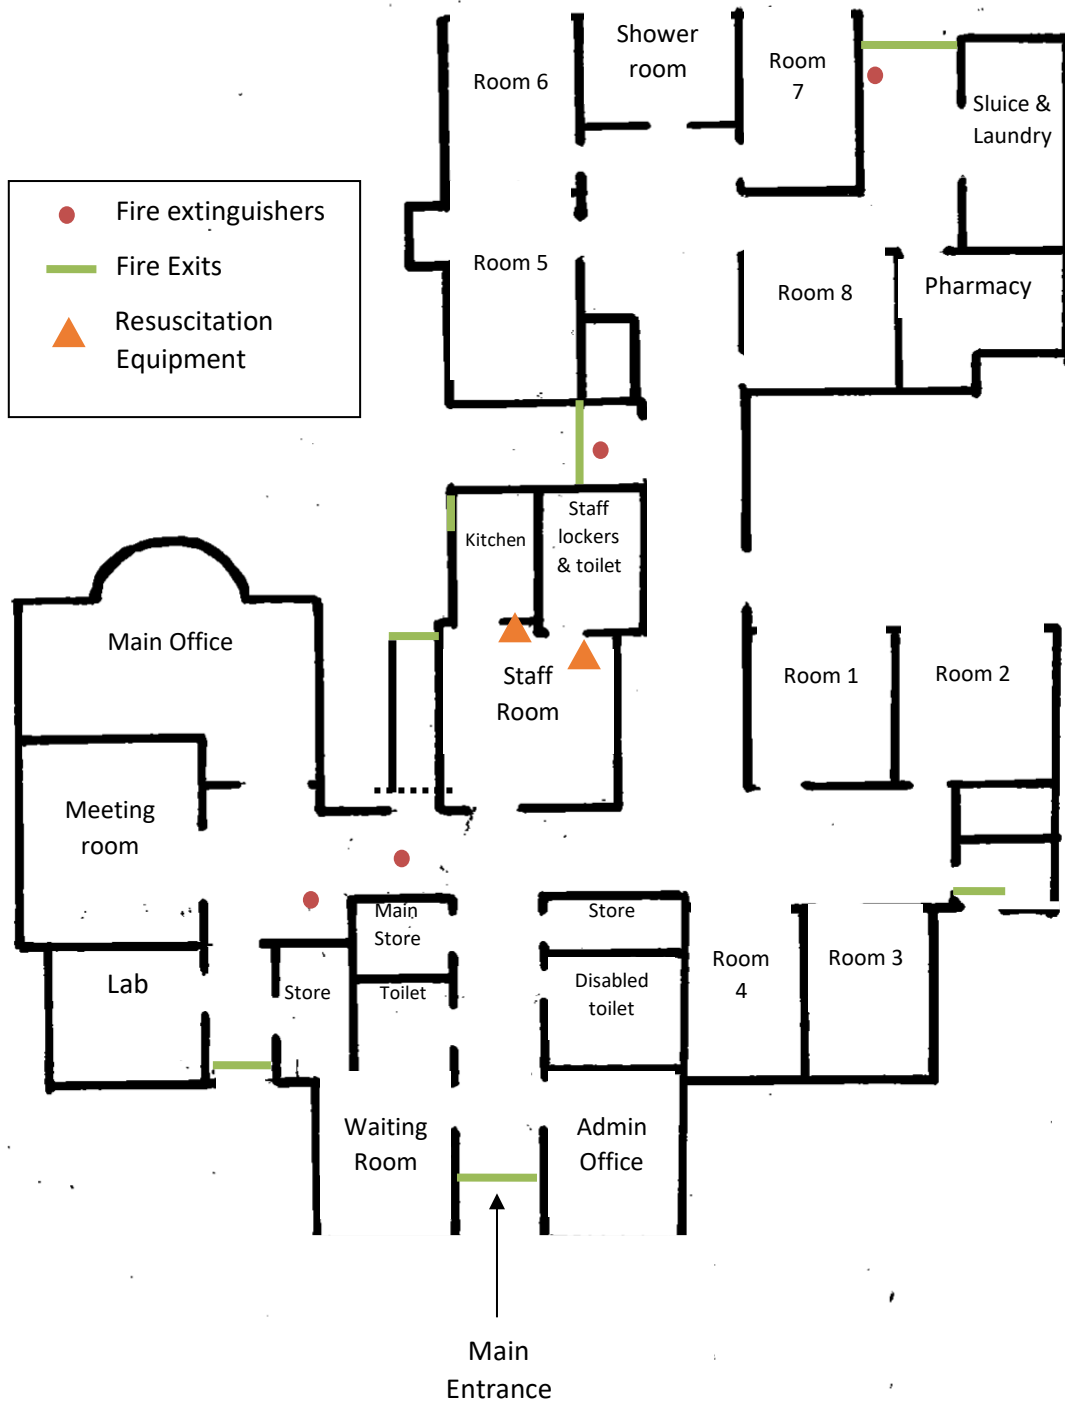 Shower
room
Room
7
Room 6
Sluice &
Laundry
Fire extinguishers
Fire Exits
Resuscitation
Equipment
Room 5
Room 8
Pharmacy
Staff
lockers
& toilet
Kitchen
Main Office
Staff
Room
Room 1
Room 2
Meeting
room
Main
Store
Store
Room
4
Room 3
Lab
Store
Toilet
Disabled
toilet
Waiting
Room
Admin
Office
Main
Entrance